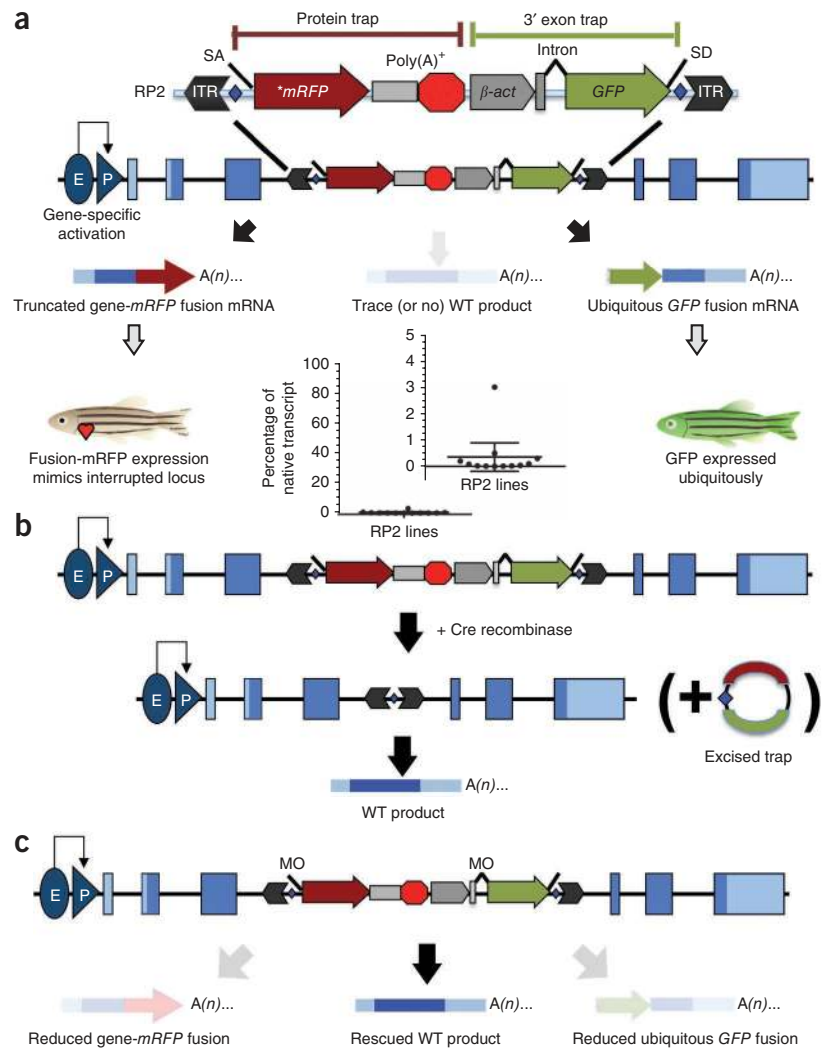 a
Protein trap
3′ exon trap
SA
Poly(A)+
Intron
SD
RP2
ITR
*mRFP
β-act
GFP
ITR
E
P
Gene-specific
activation
A(n)...
A(n)...
A(n)...
Truncated gene-mRFP fusion mRNA
Trace (or no) WT product
Ubiquitous GFP fusion mRNA
Fusion-mRFP expression
mimics interrupted locus
Percentage of
native transcript
100
80
60
40
20
0
RP2 lines
5
4
3
2
1
0
RP2 lines
GFP expressed
ubiquitously
b
E
P
+ Cre recombinase
E
P
(+)
Excised trap
A(n)...
WT product
c
MO
MO
E
P
A(n)...
A(n)...
A(n)...
Reduced gene-mRFP fusion
Rescued WT product
Reduced ubiquitous GFP fusion